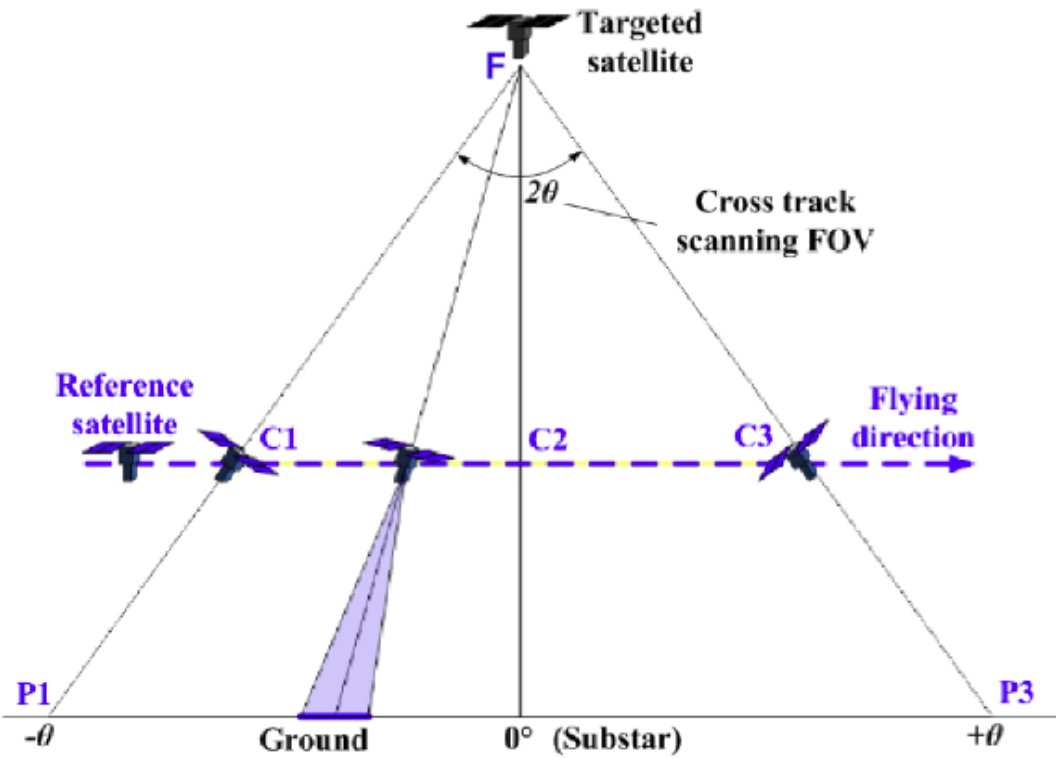 Targeted
satellite
F
2θ
Cross track
scanning FOV
Reference
satellite
C1
C2
C3
Flying
direction
P1
P3
-θ
Ground
0° (Substar)
+θ